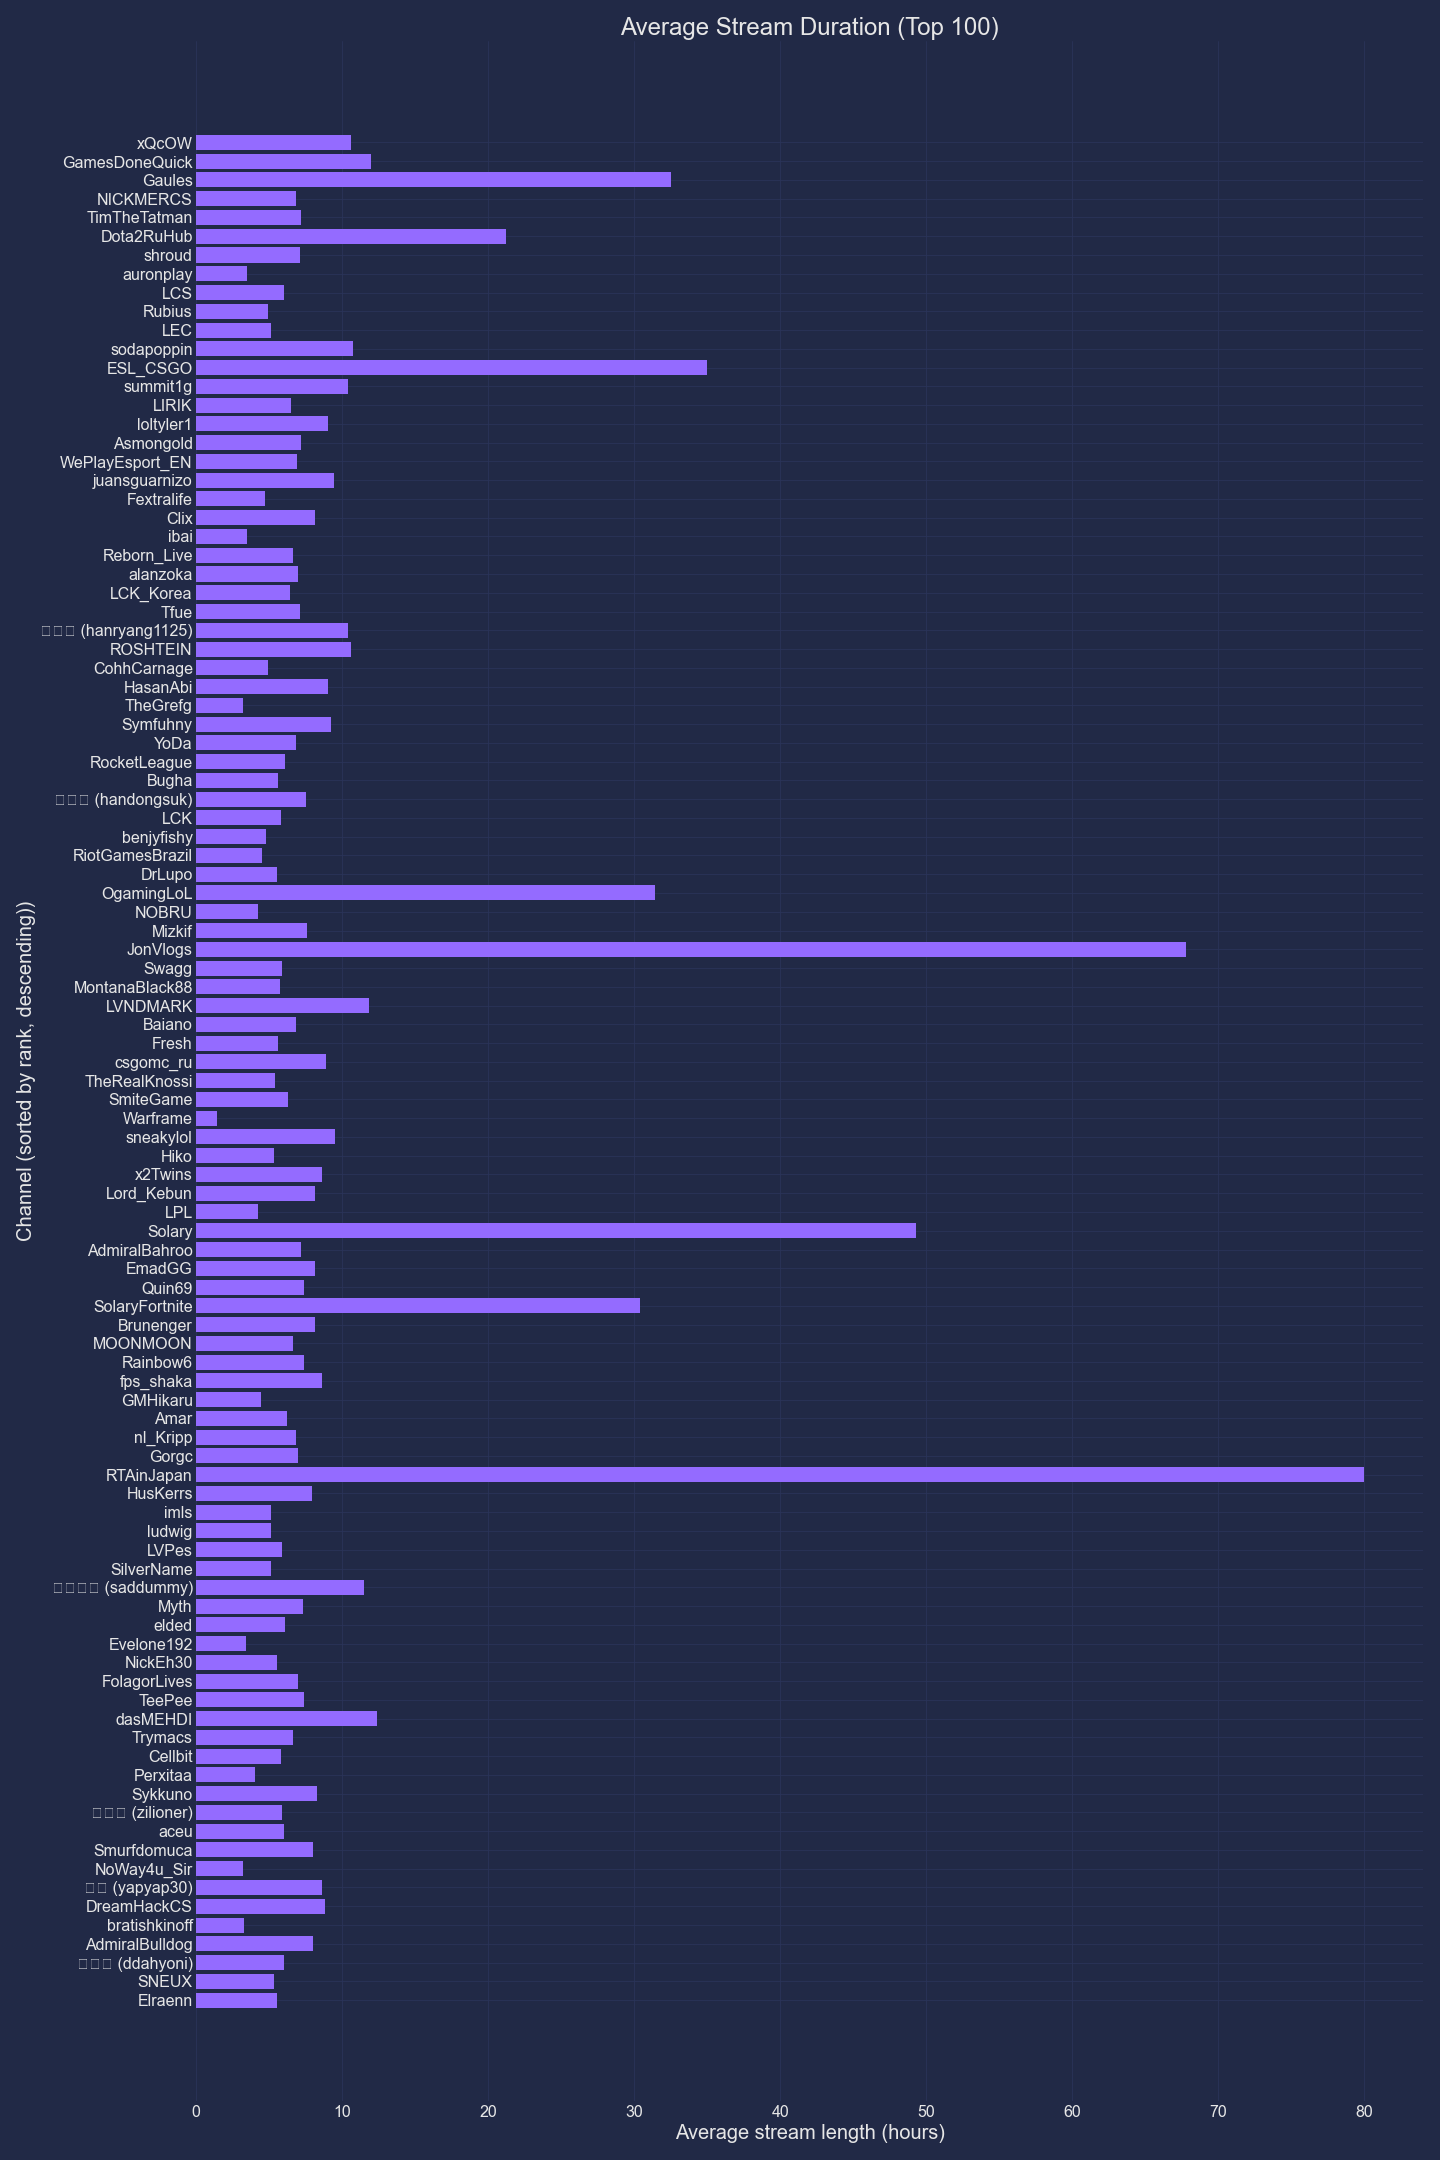 Average Stream Duration (Top 100)
xQcOW
GamesDoneQuick
Gaules
NICKMERCS
TimTheTatman
Dota2RuHub
shroud
auronplay
LCS
Rubius
LEC
sodapoppin
ESL_CSGO
summit1g
LIRIK
loltyler1
Asmongold
WePlayEsport_EN
juansguarnizo
Fextralife
Clix
ibai
Reborn_Live
alanzoka
LCK_Korea
Tfue
(hanryang1125)
ROSHTEIN
CohhCarnage
HasanAbi
TheGrefg
Symfuhny
YoDa
RocketLeague
Bugha
(handongsuk)
LCK
benjyfishy
RiotGamesBrazil
DrLupo
OgamingLoL
NOBRU
Mizkif
JonVlogs
Swagg
MontanaBlack88
LVNDMARK
Baiano
Fresh
csgomc_ru
TheRealKnossi
SmiteGame
Warframe
sneakylol
Hiko
x2Twins
Lord_Kebun
LPL
Solary
AdmiralBahroo
EmadGG
Quin69
SolaryFortnite
Brunenger
MOONMOON
Rainbow6
fps_shaka
GMHikaru
Amar
nl_Kripp
Gorgc
RTAinJapan
HusKerrs
imls
ludwig
LVPes
SilverName
(saddummy)
Myth
elded
Evelone192
NickEh30
FolagorLives
TeePee
dasMEHDI
Trymacs
Cellbit
Perxitaa
Sykkuno
(zilioner)
aceu
Smurfdomuca
NoWay4u_Sir
(yapyap30)
DreamHackCS
bratishkinoff
AdmiralBulldog
(ddahyoni)
SNEUX
Elraenn
Channel (sorted by rank, descending))
0 10 20 30 40 50 60 70 80
Average stream length (hours)